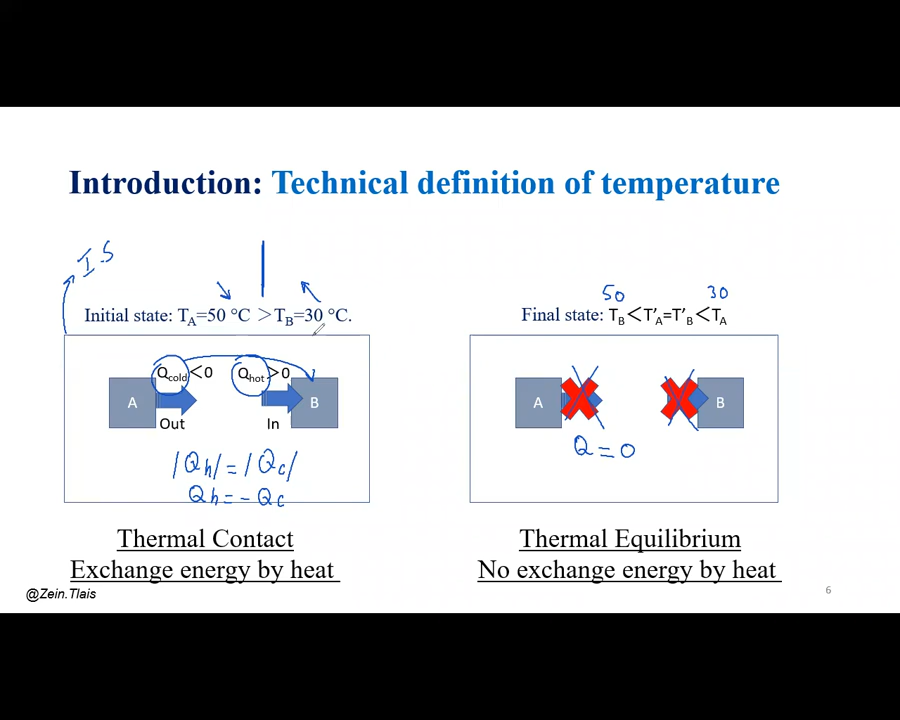 Introduction: Technical definition of temperature
I.S
Initial state: TA=50 °C >TB=30 °C.
Qcold<0 Qhot>0
A B
Out In
|Qh|=|Qc|
Qh=-Qc
Thermal Contact
Exchange energy by heat
50 30
Final state: TB<T'A=T'B<TA
A B
Q=0
Thermal Equilibrium
No exchange energy by heat
@Zein.Tlais
6